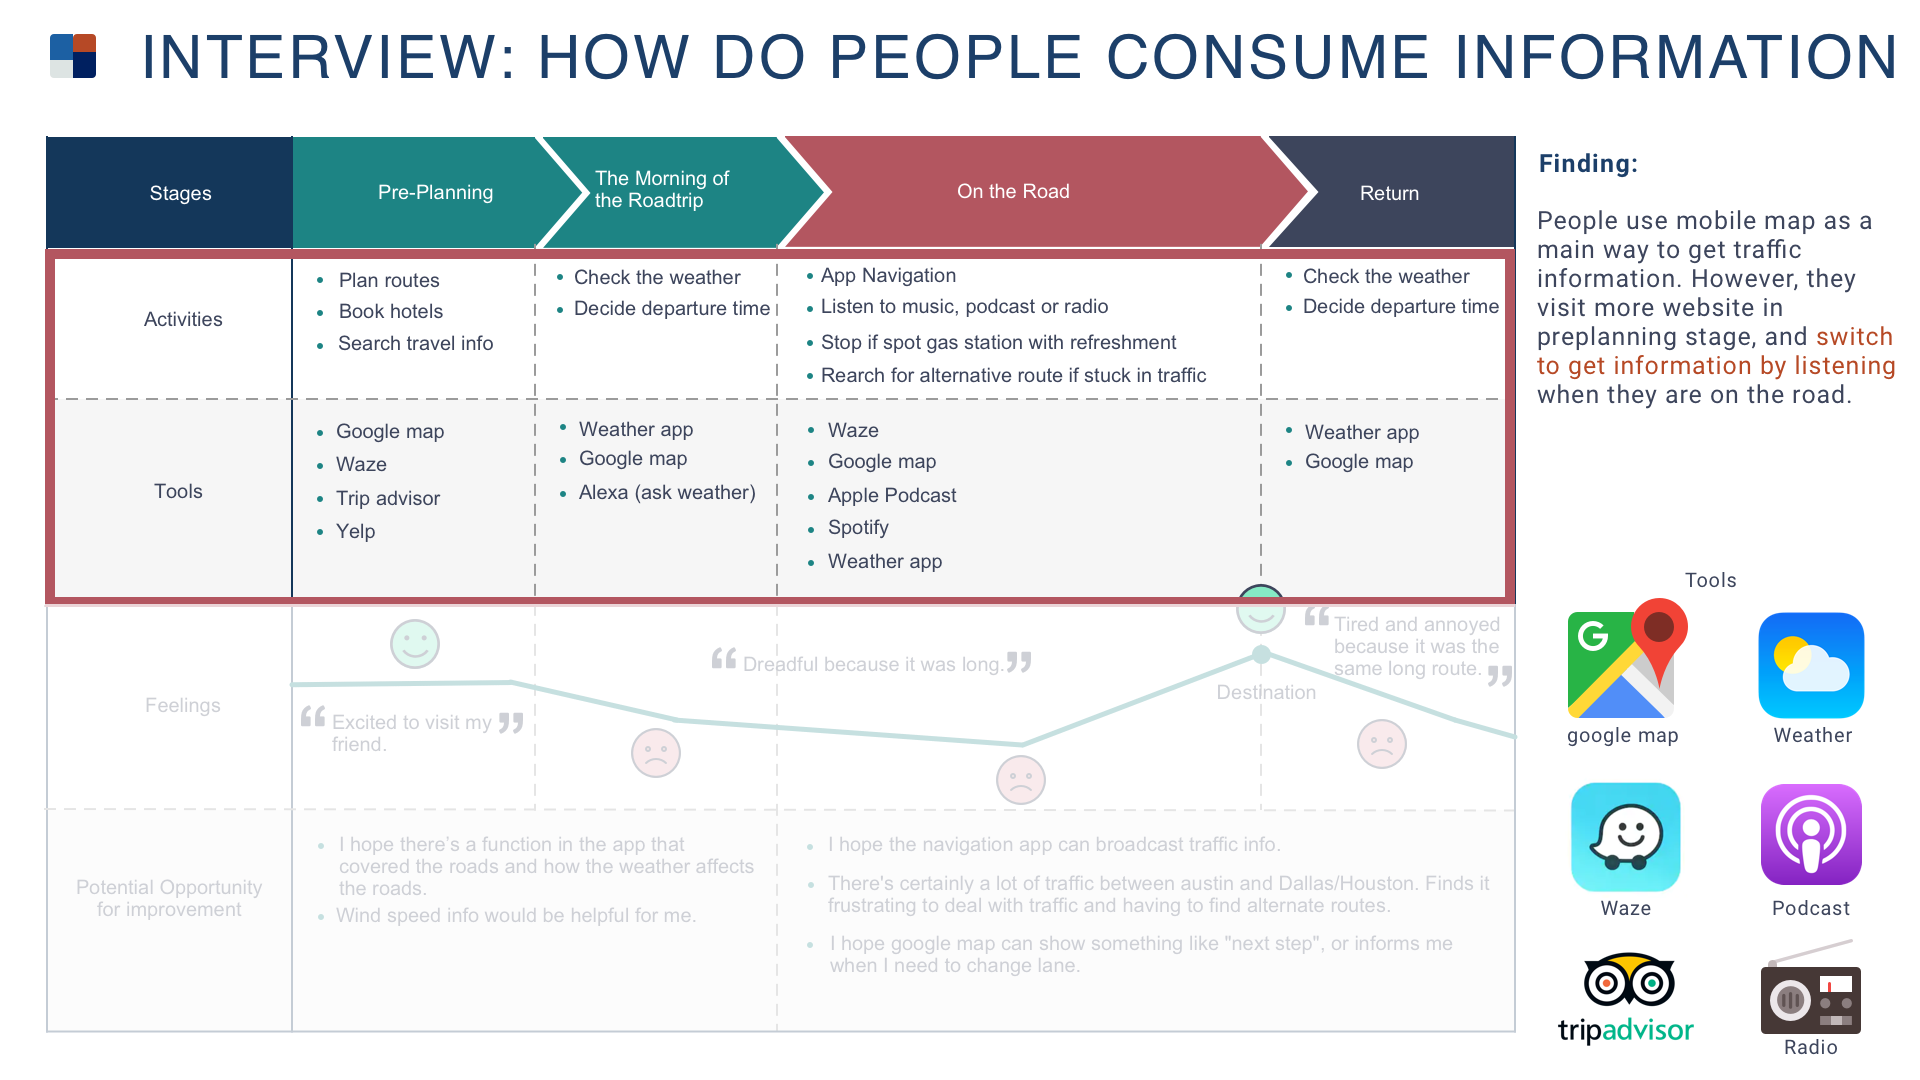 INTERVIEW: HOW DO PEOPLE CONSUME INFORMATION
Stages
Pre-Planning
The Morning of
the Roadtrip
On the Road
Return
Activities
• Plan routes
• Book hotels
• Search travel info
• Check the weather
• Decide departure time
• App Navigation
• Listen to music, podcast or radio
• Stop if spot gas station with refreshment
• Rearch for alternative route if stuck in traffic
• Check the weather
• Decide departure time
Tools
• Google map
• Waze
• Trip advisor
• Yelp
• Weather app
• Google map
• Alexa (ask weather)
• Waze
• Google map
• Apple Podcast
• Spotify
• Weather app
• Weather app
• Google map
Feelings
“ Excited to visit my ”
friend.
“ Dreadful because it was long. ”
Destination
“ Tired and annoyed
because it was the
same long route. ”
Potential Opportunity
for improvement
• I hope there's a function in the app that
covered the roads and how the weather affects
the roads.
• Wind speed info would be helpful for me.
• I hope the navigation app can broadcast traffic info.
• There's certainly a lot of traffic between austin and Dallas/Houston. Finds it
frustrating to deal with traffic and having to find alternate routes.
• I hope google map can show something like "next step", or informs me
when I need to change lane.
Finding:
People use mobile map as a
main way to get traffic
information. However, they
visit more website in
preplanning stage, and switch
to get information by listening
when they are on the road.
Tools
G
google map
Weather
Waze
Podcast
tripadvisor
Radio